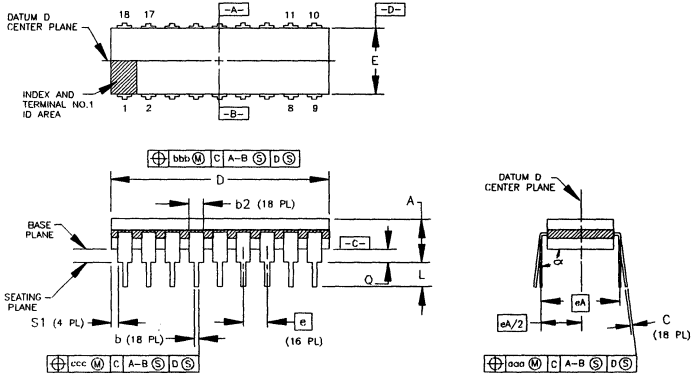 18 17 -A- 11 10 -D-
DATUM D
CENTER PLANE
E
INDEX AND
TERMINAL NO.1
ID AREA
1 2 -B- 8 9
⌖ bbb Ⓜ C A-B Ⓢ D Ⓢ
D
b2 (18 PL)
A
BASE
PLANE
-C-
Q
L
SEATING
PLANE
S1 (4 PL)
e
b (18 PL)
(16 PL)
⌖ ccc Ⓜ C A-B Ⓢ D Ⓢ
DATUM D
CENTER PLANE
α
eA
eA/2
C
(18 PL)
⌖ aaa Ⓜ C A-B Ⓢ D Ⓢ